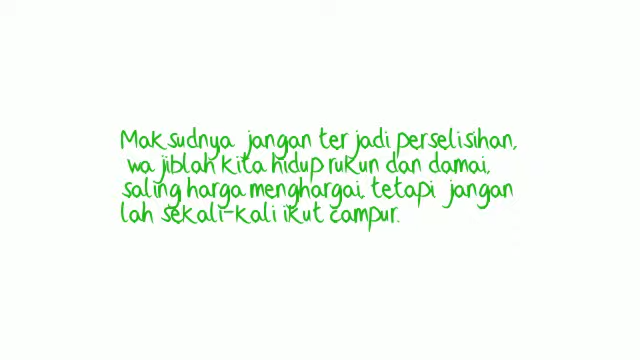 Maksudnya jangan terjadi perselisihan,
wajiblah kita hidup rukun dan damai,
saling harga menghargai, tetapi jangan
lah sekali-kali ikut campur.